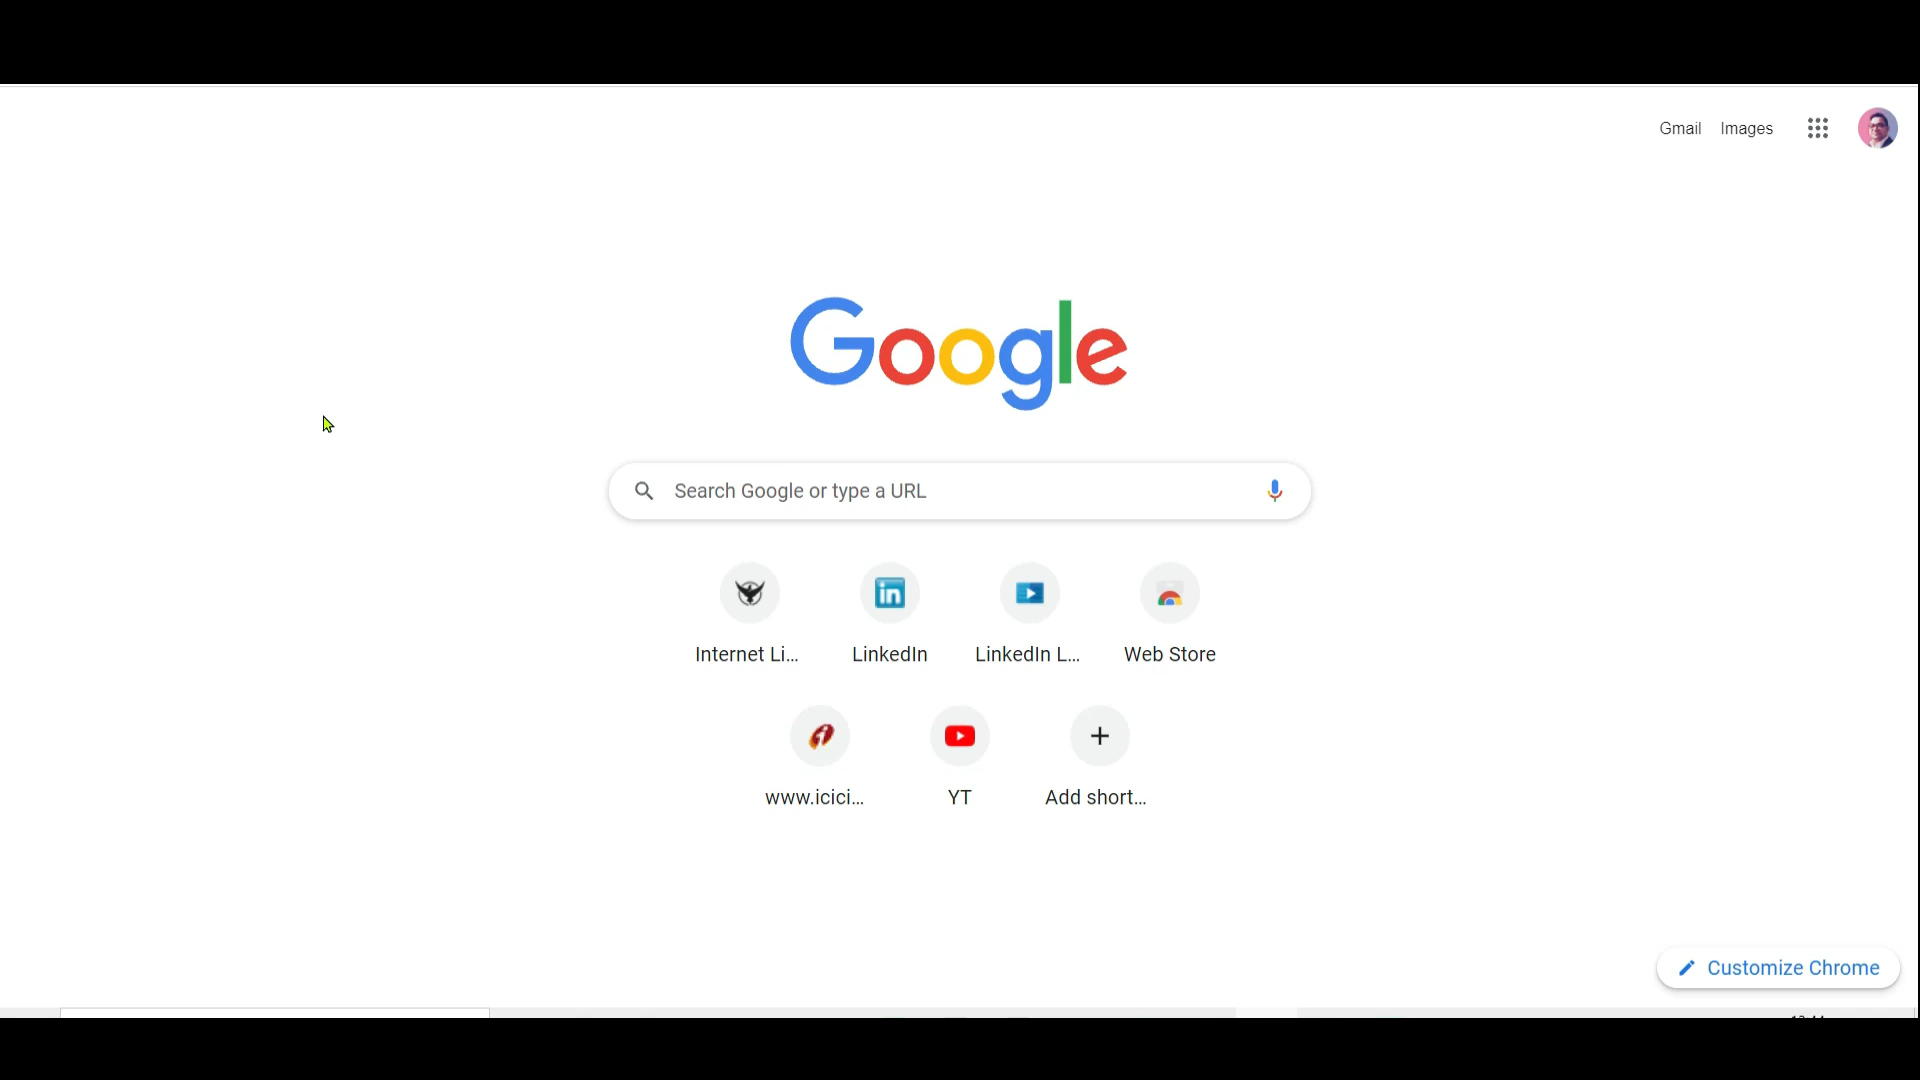 Gmail Images
Google
Search Google or type a URL
Internet Li... LinkedIn LinkedIn L... Web Store
www.icici... YT Add short...
Customize Chrome